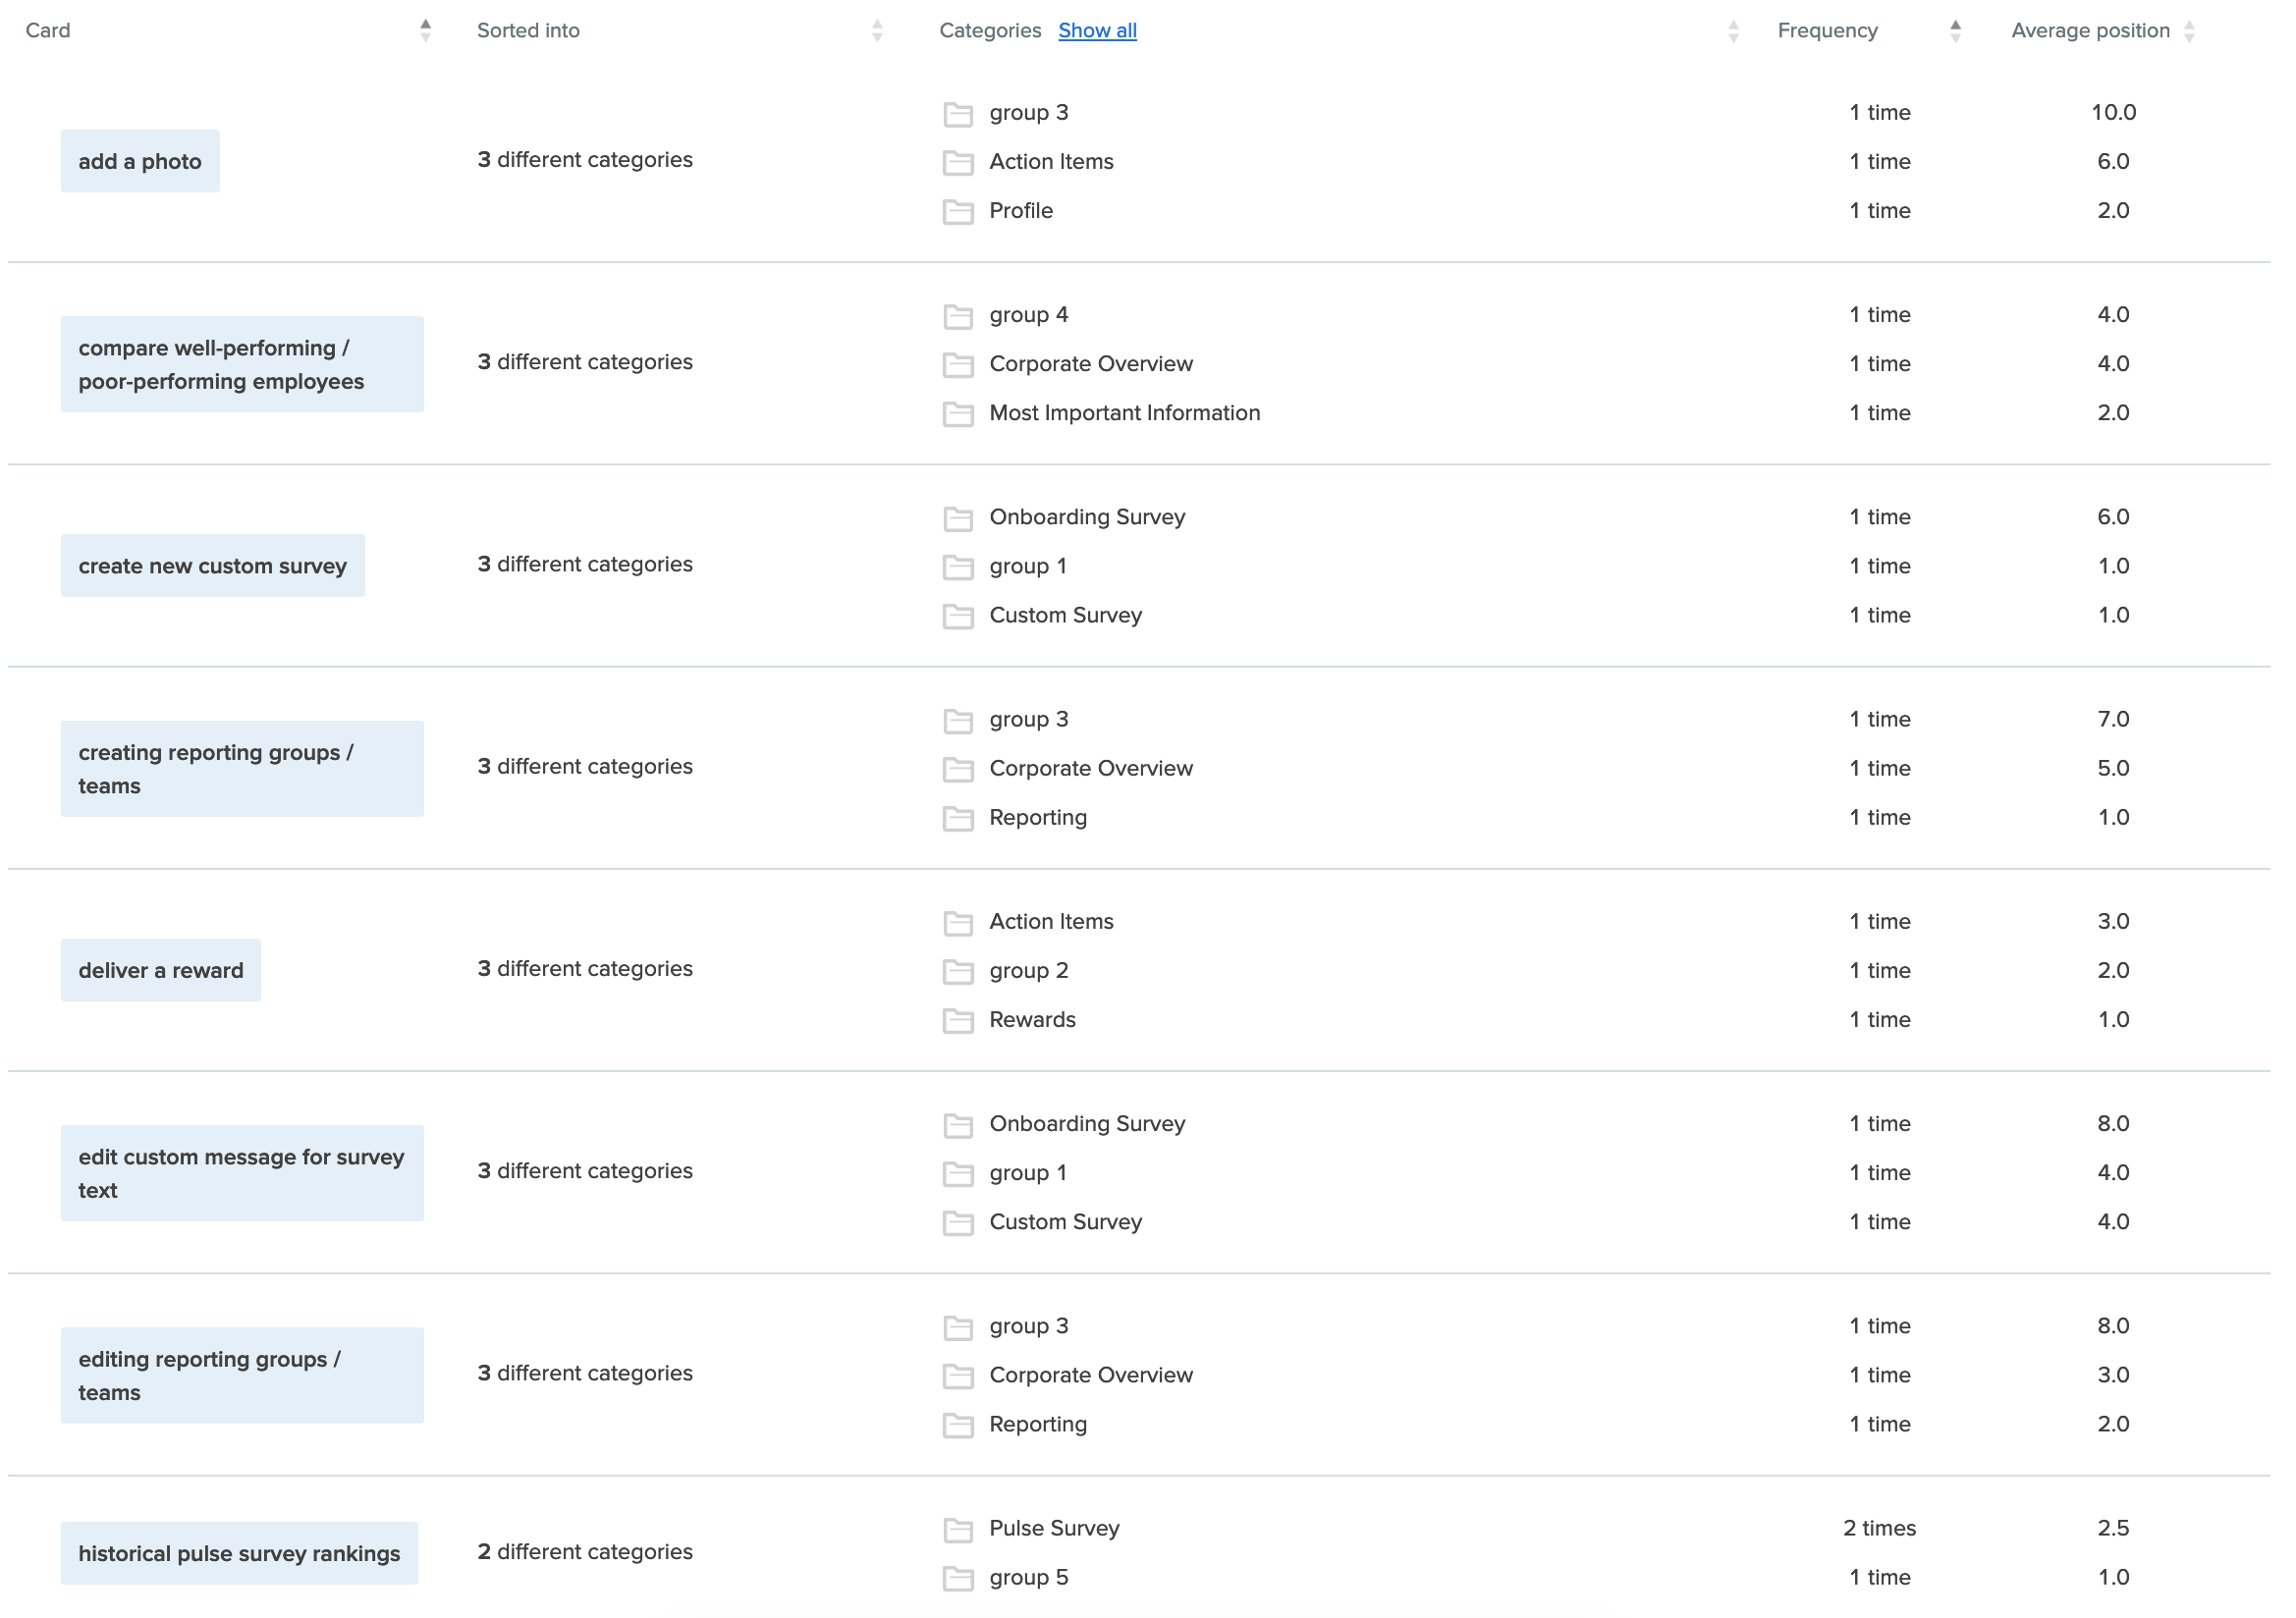 Card Sorted into Categories Show all Frequency Average position
add a photo
3 different categories
group 3 1 time 10.0
Action Items 1 time 6.0
Profile 1 time 2.0
compare well-performing /
poor-performing employees
3 different categories
group 4 1 time 4.0
Corporate Overview 1 time 4.0
Most Important Information 1 time 2.0
create new custom survey
3 different categories
Onboarding Survey 1 time 6.0
group 1 1 time 1.0
Custom Survey 1 time 1.0
creating reporting groups /
teams
3 different categories
group 3 1 time 7.0
Corporate Overview 1 time 5.0
Reporting 1 time 1.0
deliver a reward
3 different categories
Action Items 1 time 3.0
group 2 1 time 2.0
Rewards 1 time 1.0
edit custom message for survey
text
3 different categories
Onboarding Survey 1 time 8.0
group 1 1 time 4.0
Custom Survey 1 time 4.0
editing reporting groups /
teams
3 different categories
group 3 1 time 8.0
Corporate Overview 1 time 3.0
Reporting 1 time 2.0
historical pulse survey rankings
2 different categories
Pulse Survey 2 times 2.5
group 5 1 time 1.0